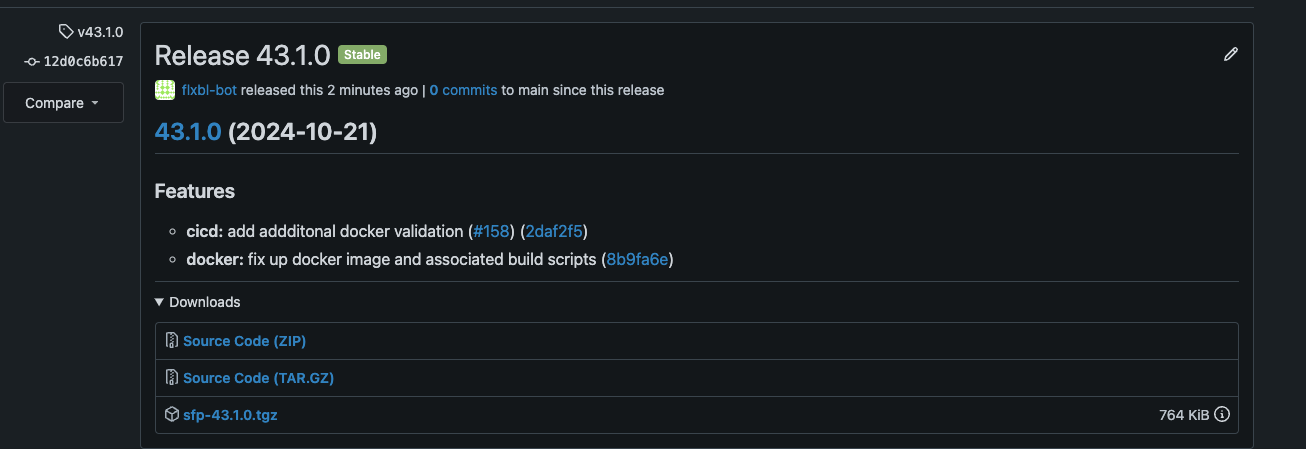 v43.1.0
12d0c6b617
Compare
Release 43.1.0 Stable
flxbl-bot released this 2 minutes ago | 0 commits to main since this release
43.1.0 (2024-10-21)
Features
cicd: add addditonal docker validation (#158) (2daf2f5)
docker: fix up docker image and associated build scripts (8b9fa6e)
Downloads
Source Code (ZIP)
Source Code (TAR.GZ)
sfp-43.1.0.tgz 764 KiB